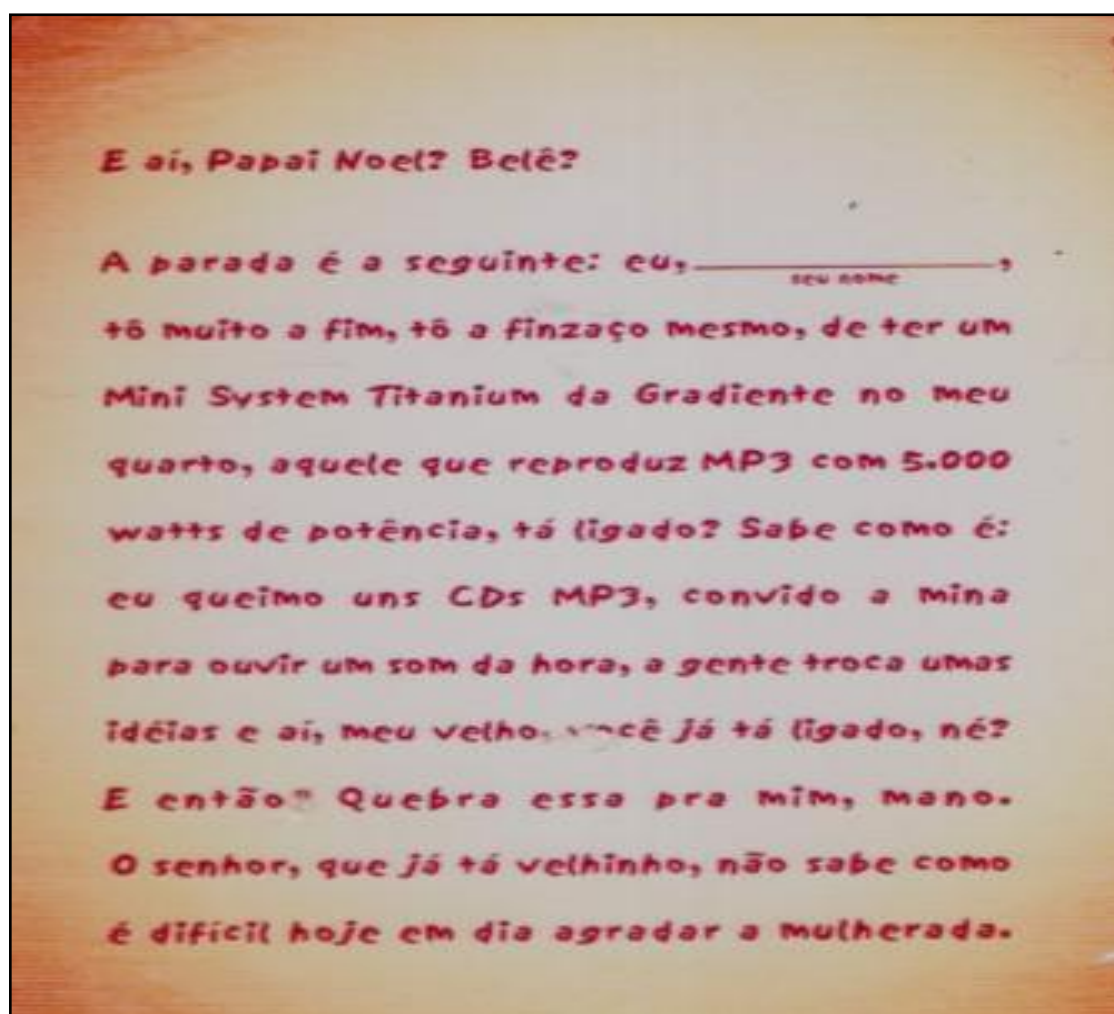 E aí, Papai Noel? Belê?
A parada é a seguinte: eu,____________,
seu nome
tô muito a fim, tô a finzaço mesmo, de ter um
Mini System Titanium da Gradiente no meu
quarto, aquele que reproduz MP3 com 5.000
watts de potência, tá ligado? Sabe como é:
eu queimo uns CDs MP3, convido a mina
para ouvir um som da hora, a gente troca umas
idéias e aí, meu velho, você já tá ligado, né?
E então? Quebra essa pra mim, mano.
O senhor, que já tá velhinho, não sabe como
é difícil hoje em dia agradar a mulherada.